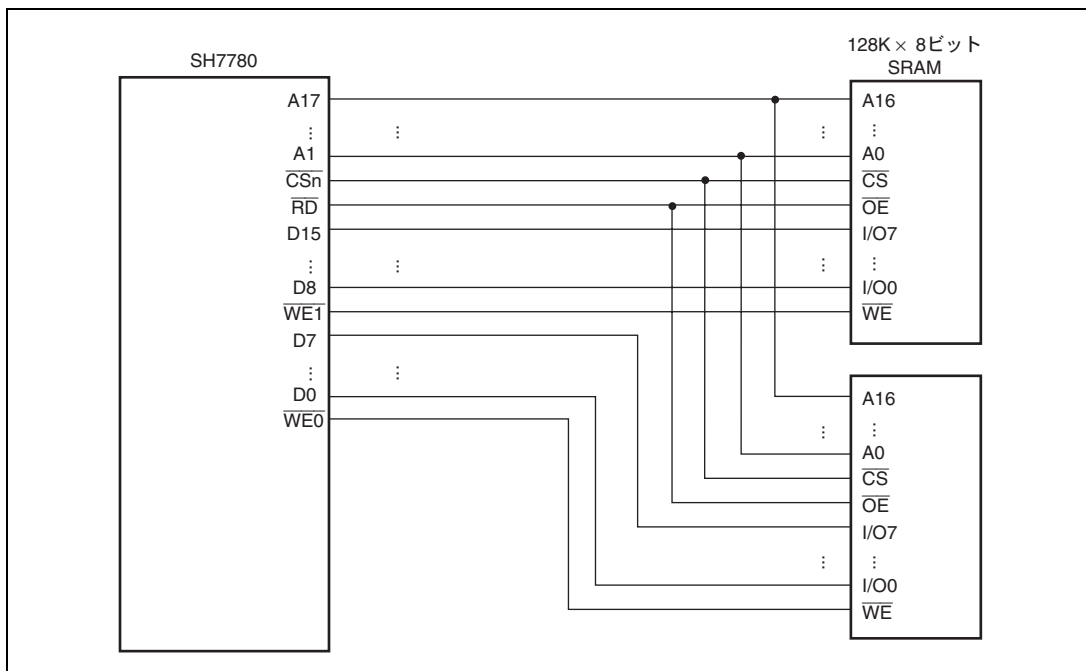 SH7780
A17
⋮
A1
CSn
RD
D15
⋮
D8
WE1
D7
⋮
D0
WE0
⋮
⋮
⋮
128K × 8ビット
SRAM
⋮
A16
⋮
A0
CS
OE
I/O7
⋮
⋮
I/O0
WE
A16
⋮
⋮
A0
CS
OE
I/O7
⋮
⋮
I/O0
WE